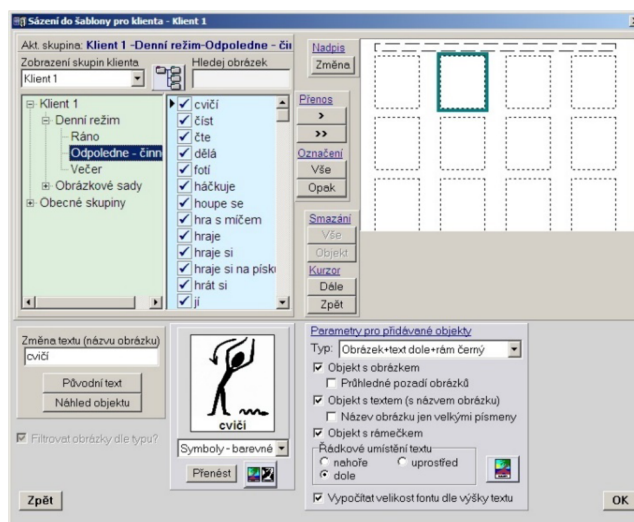 Sázení do šablony pro klienta - Klient 1
Akt. skupina: Klient 1 -Denní režim-Odpoledne - čin
Zobrazení skupin klienta
Hledej obrázek
Klient 1
Klient 1
Denní režim
Ráno
Odpoledne - činn
Večer
Obrázkové sady
Obecné skupiny
cvičí
číst
čte
dělá
fotí
háčkuje
houpe se
hra s míčem
hraje
hraje si
hraje si na písku
hrát si
jí
Nadpis
Změna
Přenos
>
>>
Označení
Vše
Opak
Smazání
Vše
Objekt
Kurzor
Dále
Zpět
Změna textu (názvu obrázku)
cvičí
Původní text
Náhled objektu
Filtrovat obrázky dle typu?
cvičí
Symboly - barevné
Přenést
Parametry pro přidávané objekty
Typ: Obrázek+text dole+rám černý
Objekt s obrázkem
Průhledné pozadí obrázků
Objekt s textem (s názvem obrázku)
Název obrázku jen velkými písmeny
Objekt s rámečkem
Řádkové umístění textu
nahoře uprostřed
dole
Vypočítat velikost fontu dle výšky textu
Zpět
OK